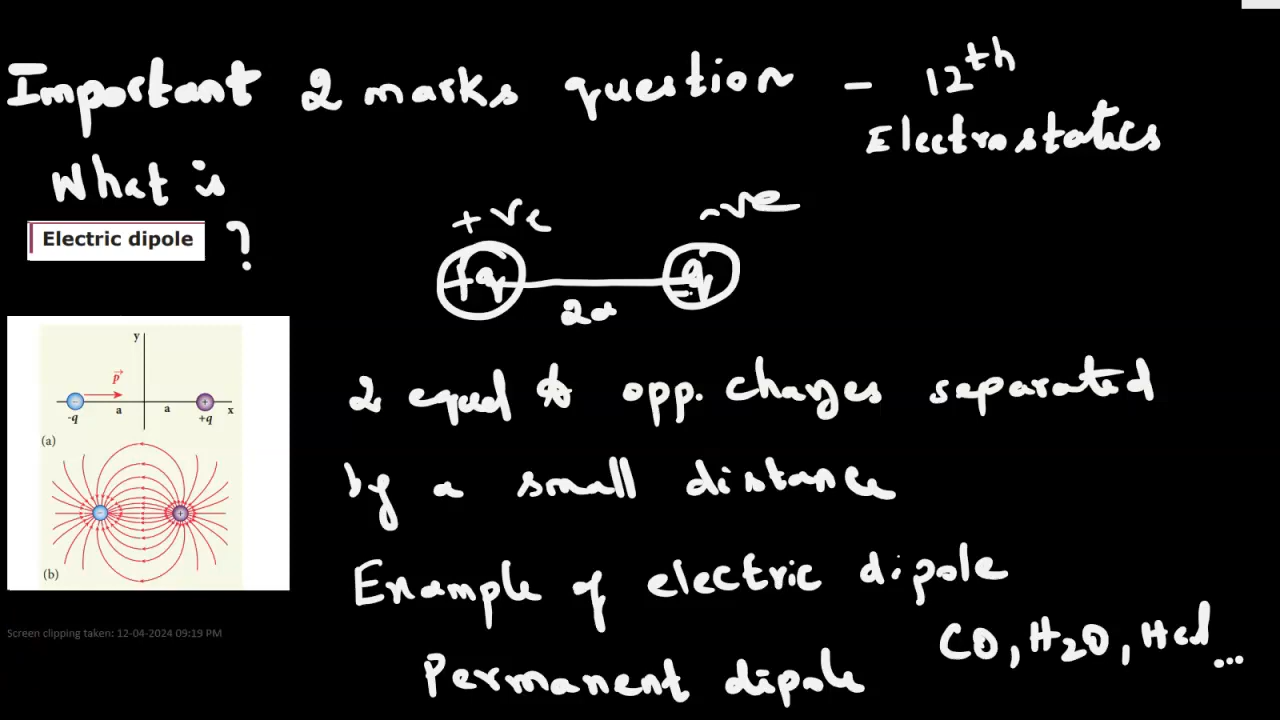 Important 2 marks question - 12th
Electrostatics
What is
Electric dipole ?
+ve -ve
+q -q
2a
y
p
-q a a +q x
(a)
(b)
2 equal & opp. charges separated
by a small distance
Example of electric dipole
CO, H2O, HCl ...
Permanent dipole
Screen clipping taken: 12-04-2024 09:19 PM